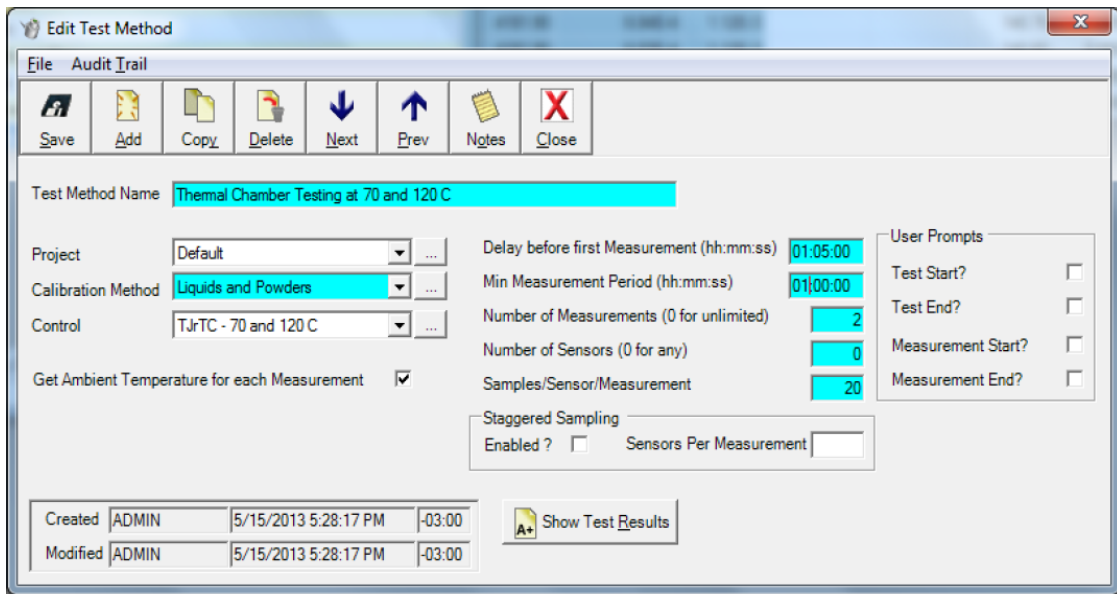 Edit Test Method
File Audit Trail
Save Add Copy Delete Next Prev Notes Close
Test Method Name Thermal Chamber Testing at 70 and 120 C
Project Default ...
Calibration Method Liquids and Powders ...
Control TJrTC - 70 and 120 C ...
Get Ambient Temperature for each Measurement
Delay before first Measurement (hh:mm:ss) 01:05:00
Min Measurement Period (hh:mm:ss) 01:00:00
Number of Measurements (0 for unlimited) 2
Number of Sensors (0 for any) 0
Samples/Sensor/Measurement 20
Staggered Sampling
Enabled ? Sensors Per Measurement
User Prompts
Test Start?
Test End?
Measurement Start?
Measurement End?
Created ADMIN 5/15/2013 5:28:17 PM -03:00
Modified ADMIN 5/15/2013 5:28:17 PM -03:00
A+ Show Test Results